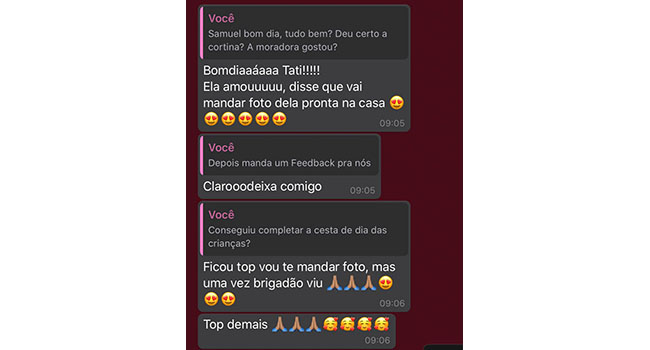 Você
Samuel bom dia, tudo bem? Deu certo a
cortina? A moradora gostou?
Bomdiaaáaaa Tati!!!!!
Ela amouuuuu, disse que vai
mandar foto dela pronta na casa 😍
😍😍😍😍😍
09:05
Você
Depois manda um Feedback pra nós
Clarooodeixa comigo
09:05
Você
Conseguiu completar a cesta de dia das
crianças?
Ficou top vou te mandar foto, mas
uma vez brigadão viu 🙏🏽🙏🏽🙏🏽😍
😍😍
09:06
Top demais 🙏🏽🙏🏽🙏🏽🥰🥰🥰🥰
09:06